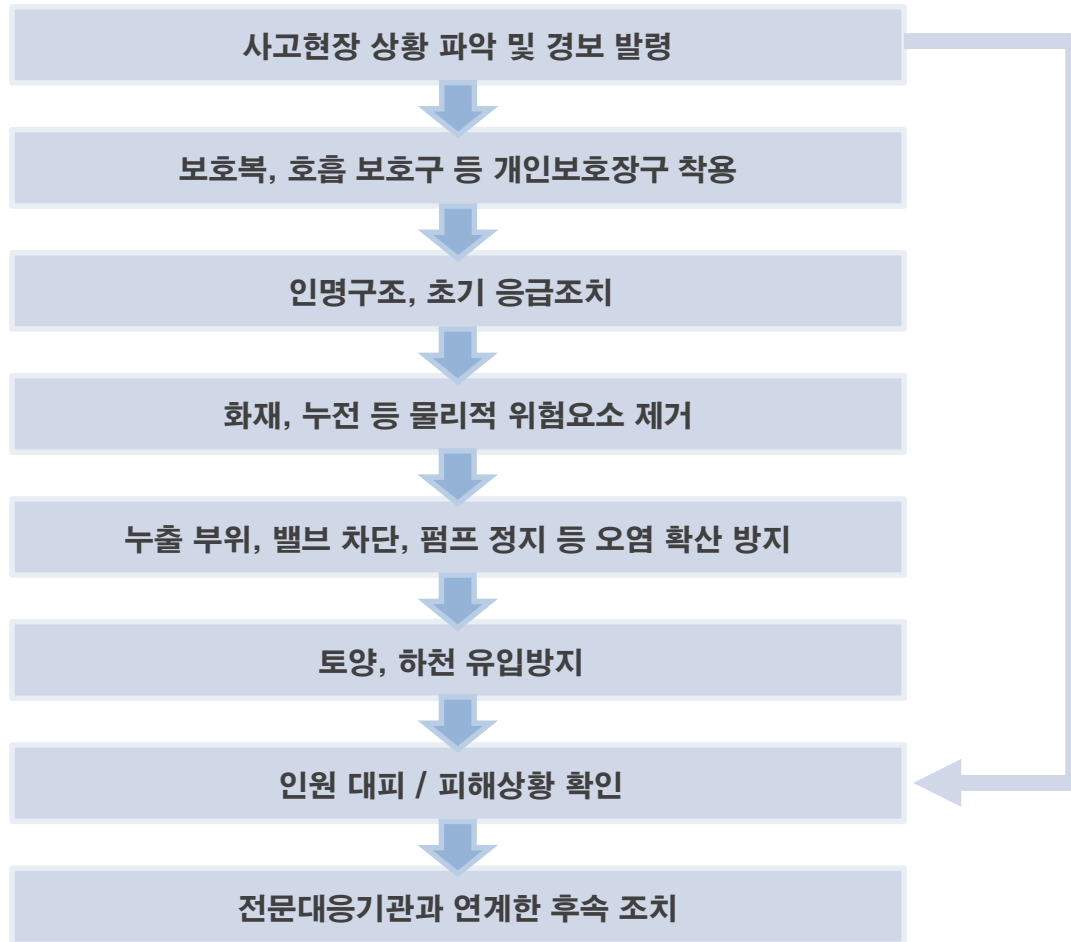 사고현장 상황 파악 및 경보 발령
보호복, 호흡 보호구 등 개인보호장구 착용
인명구조, 초기 응급조치
화재, 누전 등 물리적 위험요소 제거
누출 부위, 밸브 차단, 펌프 정지 등 오염 확산 방지
토양, 하천 유입방지
인원 대피 / 피해상황 확인
전문대응기관과 연계한 후속 조치